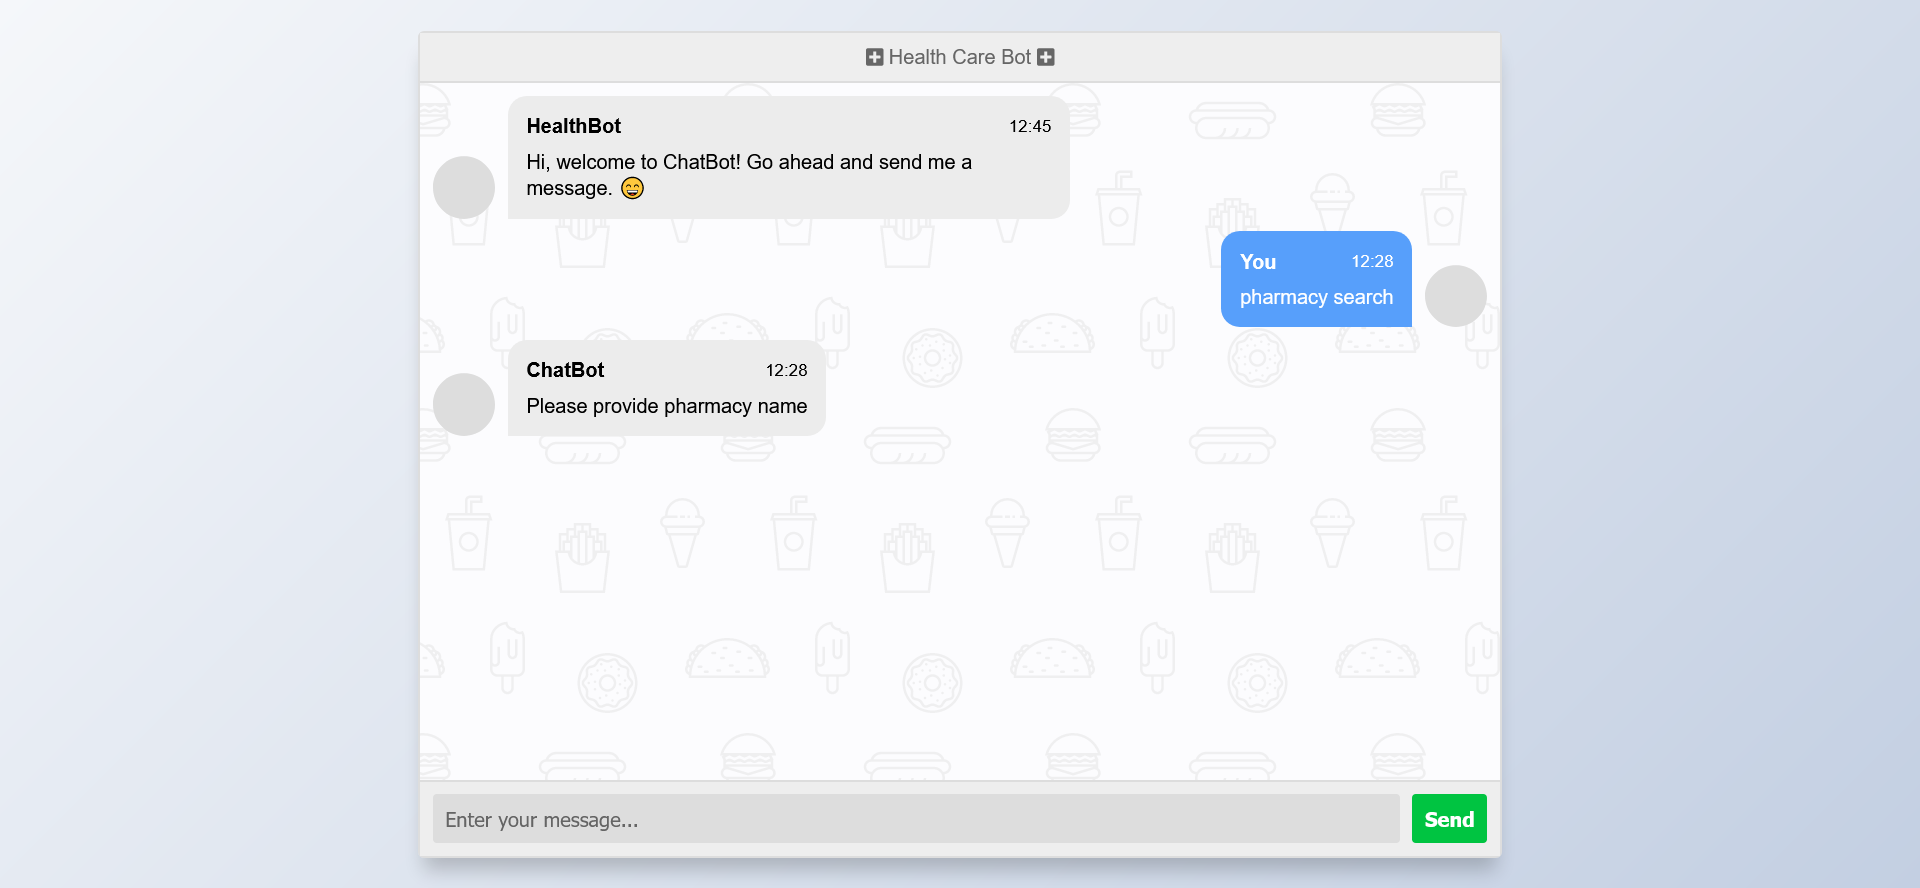 Health Care Bot
HealthBot 12:45
Hi, welcome to ChatBot! Go ahead and send me a
message. 😄
You 12:28
pharmacy search
ChatBot 12:28
Please provide pharmacy name
Enter your message...
Send